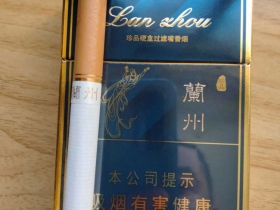 Lan zhou
珍品硬盒过滤嘴香烟
蘭州
蘭州
本公司提示
吸烟有害健康